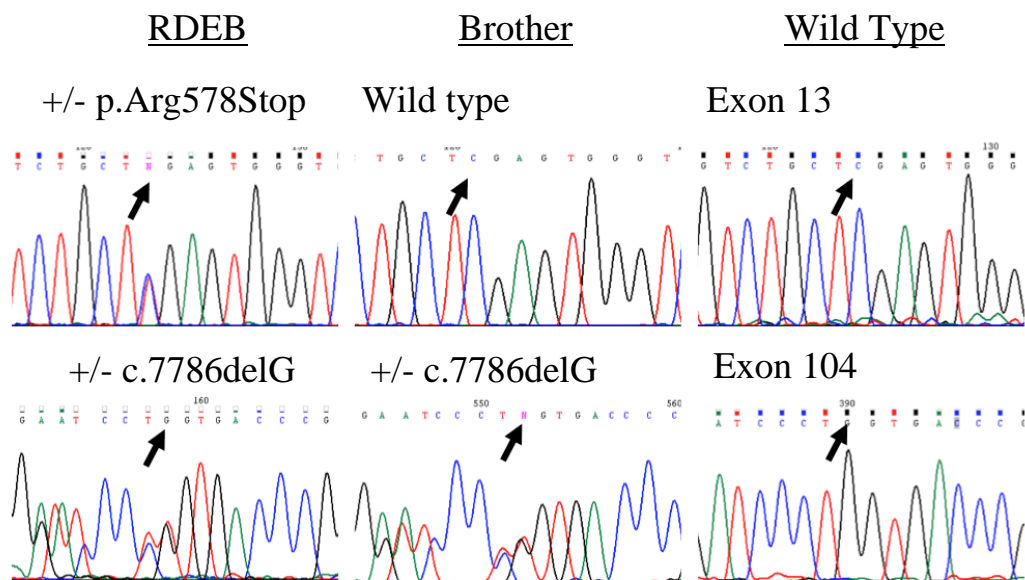 RDEB Brother Wild Type
+/- p.Arg578Stop Wild type Exon 13
130
T C T G C T N G A G T G G G T T G C T C G A G T G G G T G T C T G C T C G A G T G G G
+/- c.7786delG +/- c.7786delG Exon 104
160 550 560 390
G A A T C C T G G T G A C C C G G A A T C C C T N G T G A C C C C A T C C C T G G T G A C C C